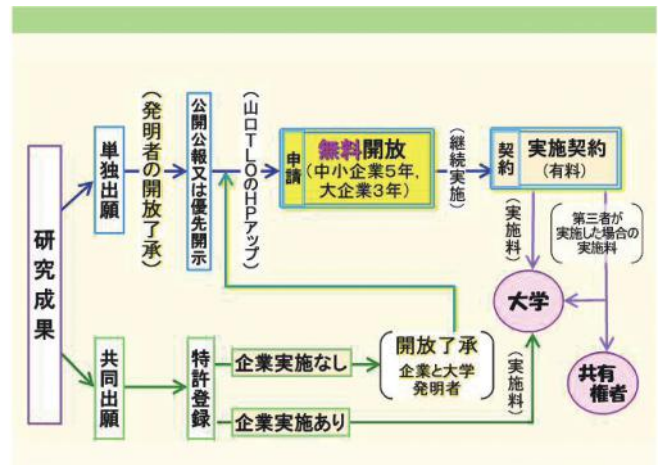 研究成果
単独出願
（発明者の開放了承）
公開公報又は優先開示
（山口TLOのHPアップ）
申請
無料開放
（中小企業5年，
大企業3年）
（継続実施）
契約
実施契約
（有料）
（実施料）
（第三者が
実施した場合の
実施料）
大学
共有
権者
共同出願
特許登録
企業実施なし
（開放了承
企業と大学
発明者）
企業実施あり
（実施料）